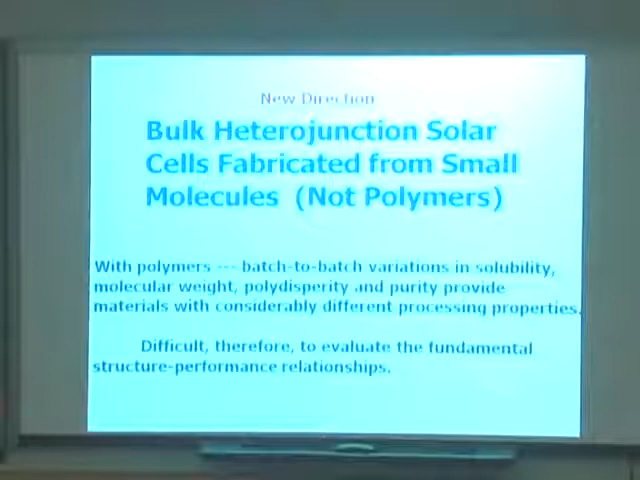 New Direction
Bulk Heterojunction Solar
Cells Fabricated from Small
Molecules (Not Polymers)
With polymers --- batch-to-batch variations in solubility,
molecular weight, polydisperity and purity provide
materials with considerably different processing properties.
Difficult, therefore, to evaluate the fundamental
structure-performance relationships.